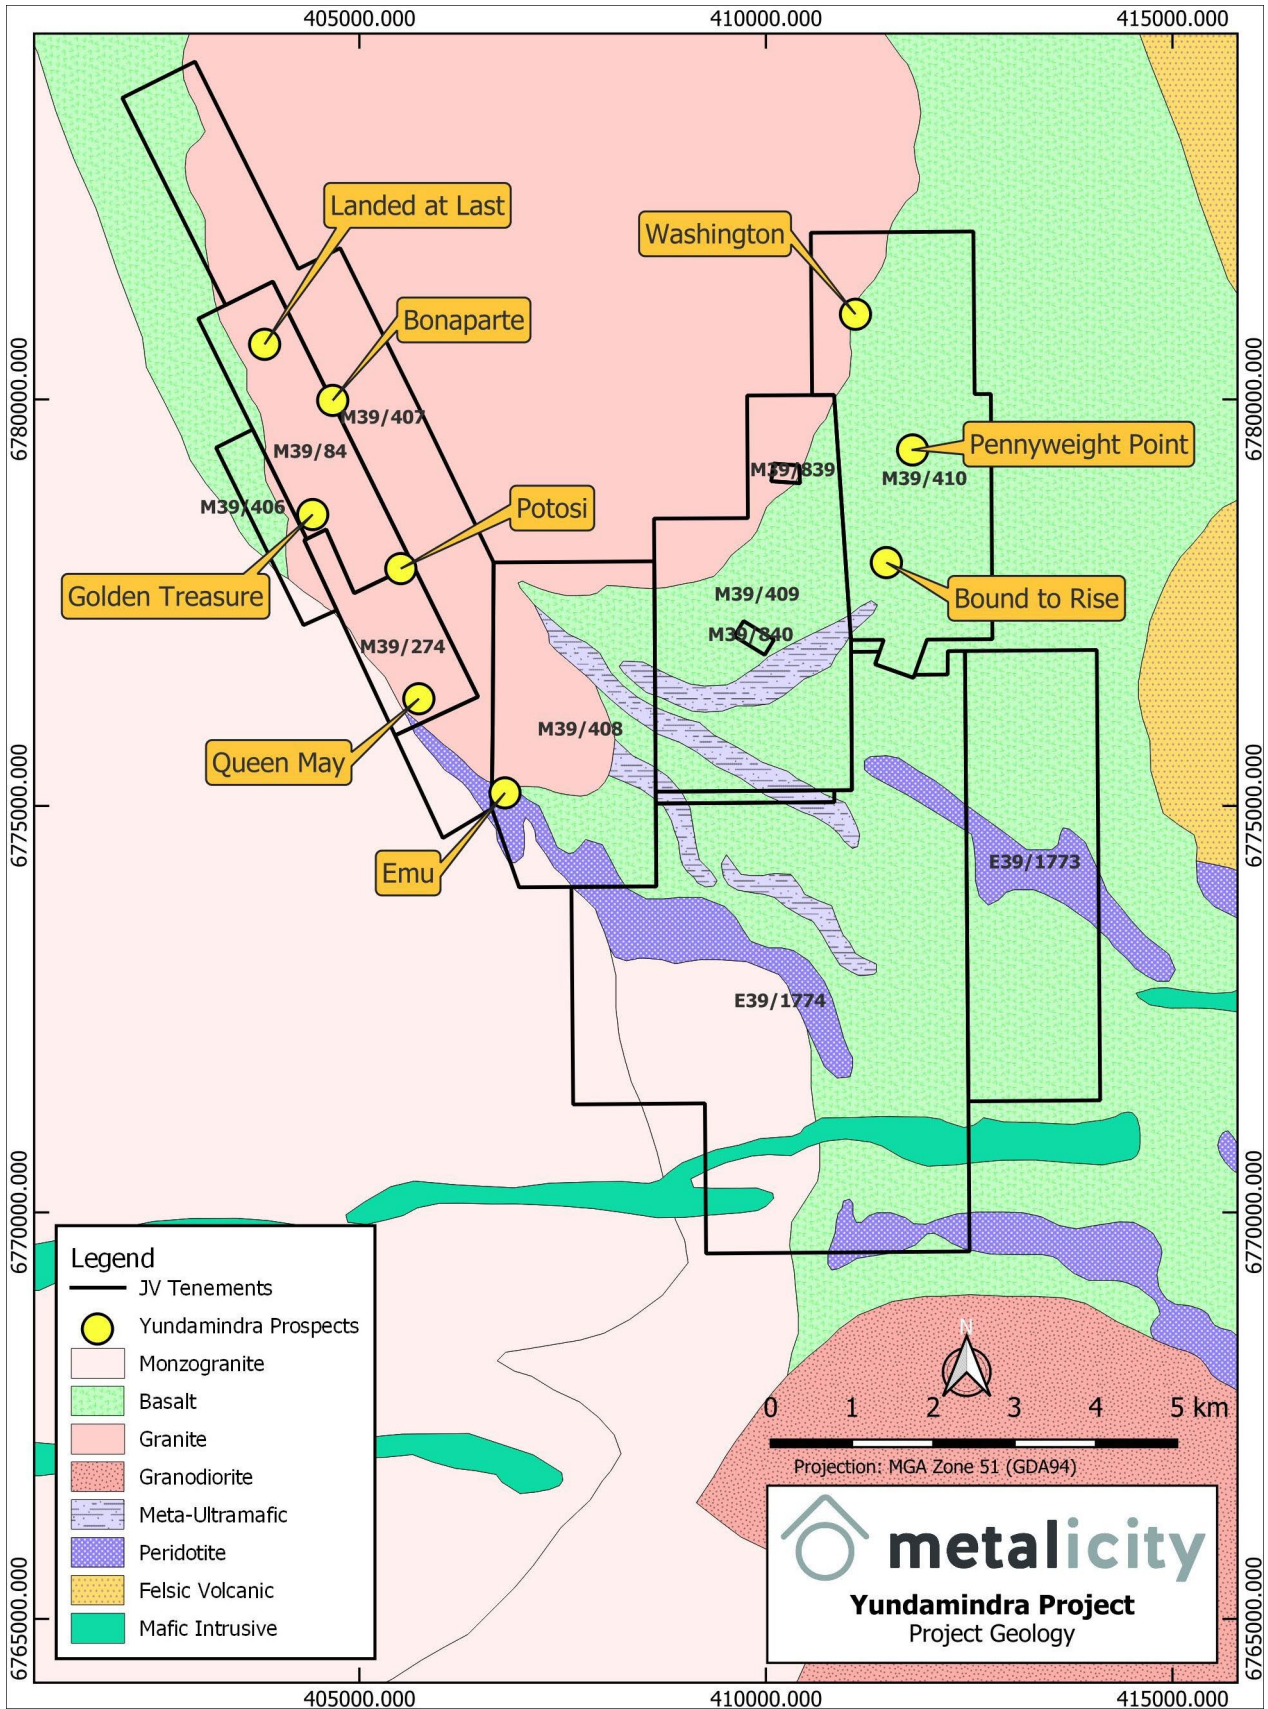 405000.000
410000.000
415000.000
Landed at Last
Washington
Bonaparte
6780000.000
6780000.000
M39/407
Pennyweight Point
M39/84
M39/839
M39/410
M39/406
Potosi
Golden Treasure
M39/409
Bound to Rise
M39/840
M39/274
M39/408
Queen May
6775000.000
6775000.000
Emu
E39/1773
E39/1774
6770000.000
6770000.000
Legend
JV Tenements
Yundamindra Prospects
Monzogranite
Basalt
Granite
Granodiorite
Meta-Ultramafic
Peridotite
Felsic Volcanic
Mafic Intrusive
N
0 1 2 3 4 5 km
Projection: MGA Zone 51 (GDA94)
metalicity
Yundamindra Project
Project Geology
6765000.000
6765000.000
405000.000
410000.000
415000.000